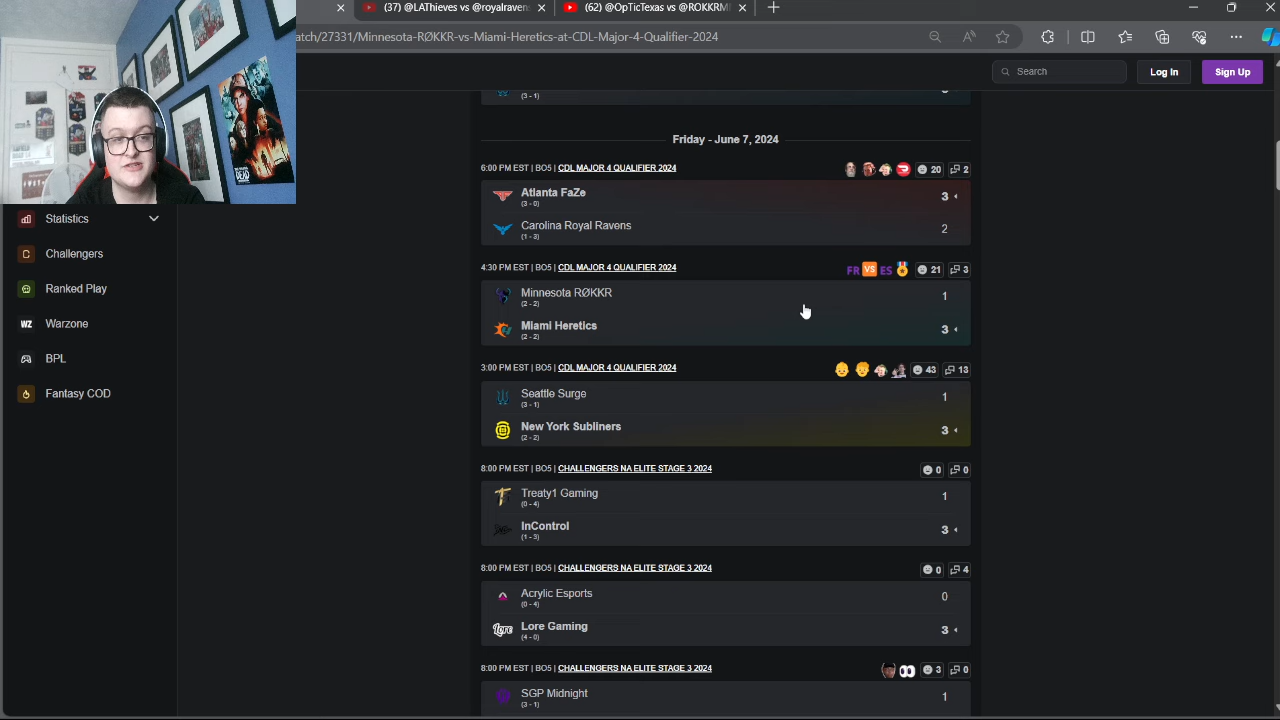 (37) @LAThieves vs @royalraven
(62) @OpTicTexas vs @ROKKRM
atch/27331/Minnesota-RØKKR-vs-Miami-Heretics-at-CDL-Major-4-Qualifier-2024
Search
Log In
Sign Up
(3 - 1)
Friday - June 7, 2024
6:00 PM EST | BO5 | CDL MAJOR 4 QUALIFIER 2024
20
2
Atlanta FaZe
3
(3 - 0)
Carolina Royal Ravens
2
(1 - 3)
4:30 PM EST | BO5 | CDL MAJOR 4 QUALIFIER 2024
FR VS ES
21
3
Minnesota RØKKR
1
(2 - 2)
Miami Heretics
3
(2 - 2)
3:00 PM EST | BO5 | CDL MAJOR 4 QUALIFIER 2024
43
13
Seattle Surge
1
(3 - 1)
New York Subliners
3
(2 - 2)
8:00 PM EST | BO5 | CHALLENGERS NA ELITE STAGE 3 2024
0
0
Treaty1 Gaming
1
(0 - 4)
InControl
3
(1 - 3)
8:00 PM EST | BO5 | CHALLENGERS NA ELITE STAGE 3 2024
0
4
Acrylic Esports
0
(0 - 4)
Lore Gaming
3
(4 - 0)
8:00 PM EST | BO5 | CHALLENGERS NA ELITE STAGE 3 2024
3
0
SGP Midnight
1
(3 - 1)
Statistics
Challengers
Ranked Play
WZ Warzone
BPL
Fantasy COD